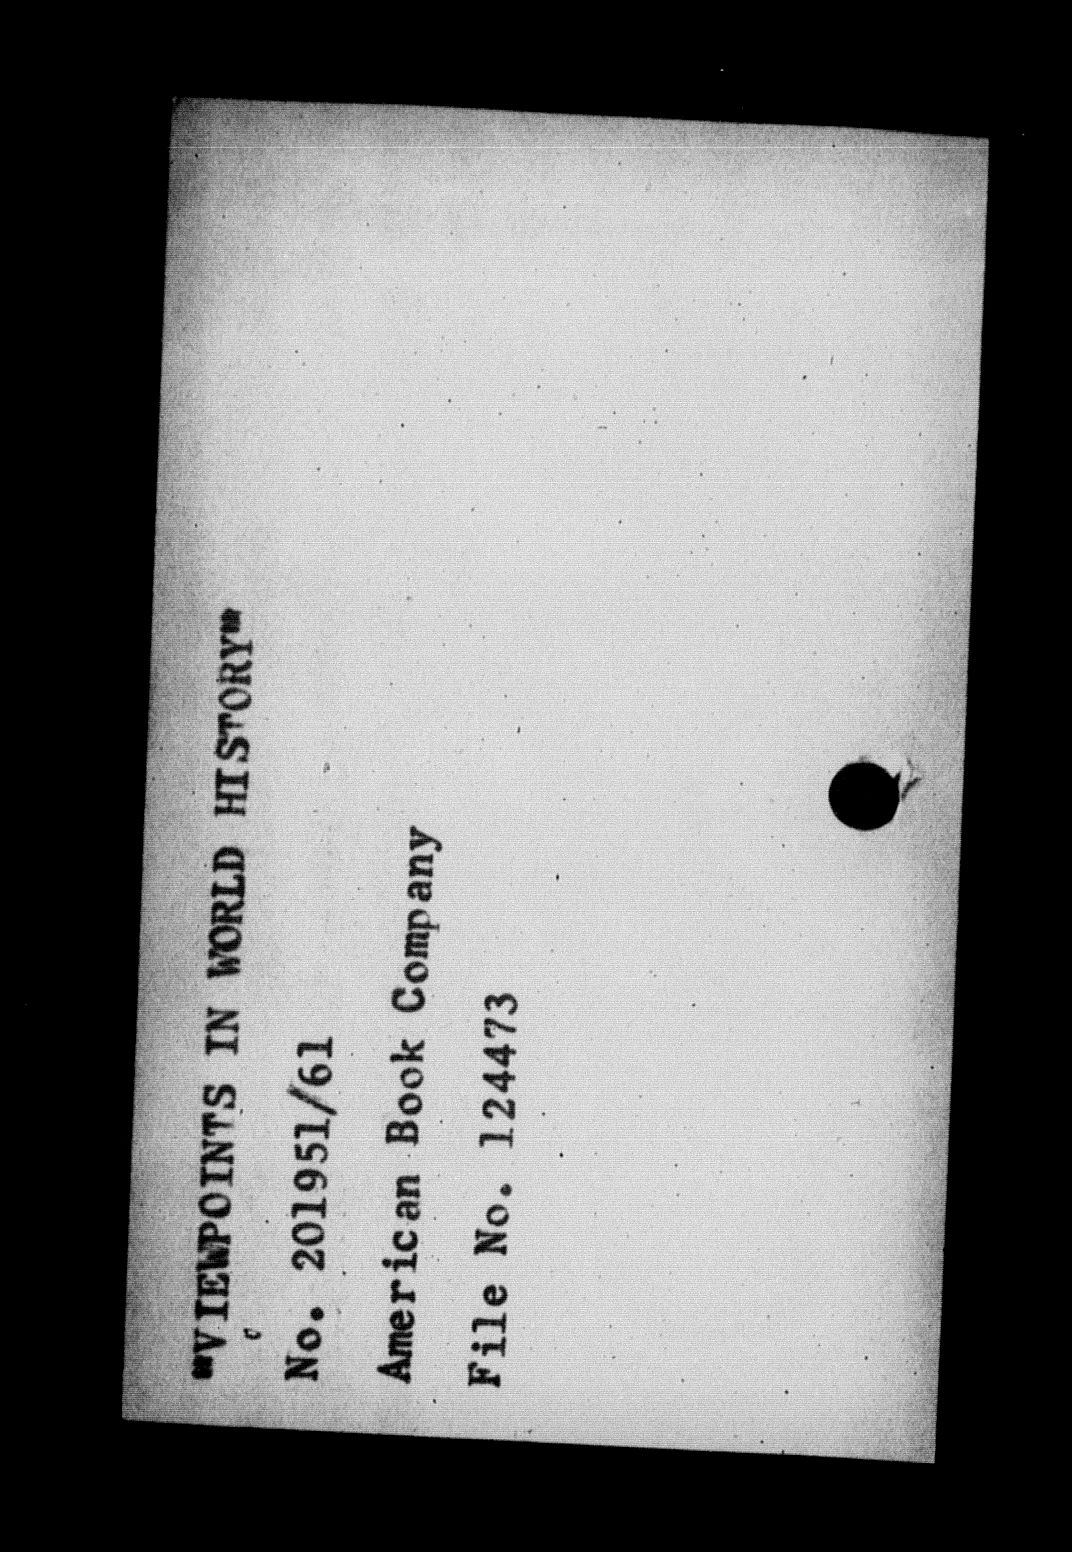 "VIEWPOINTS IN WORLD HISTORY"
No. 201951/61
American Book Company
File No. 124473